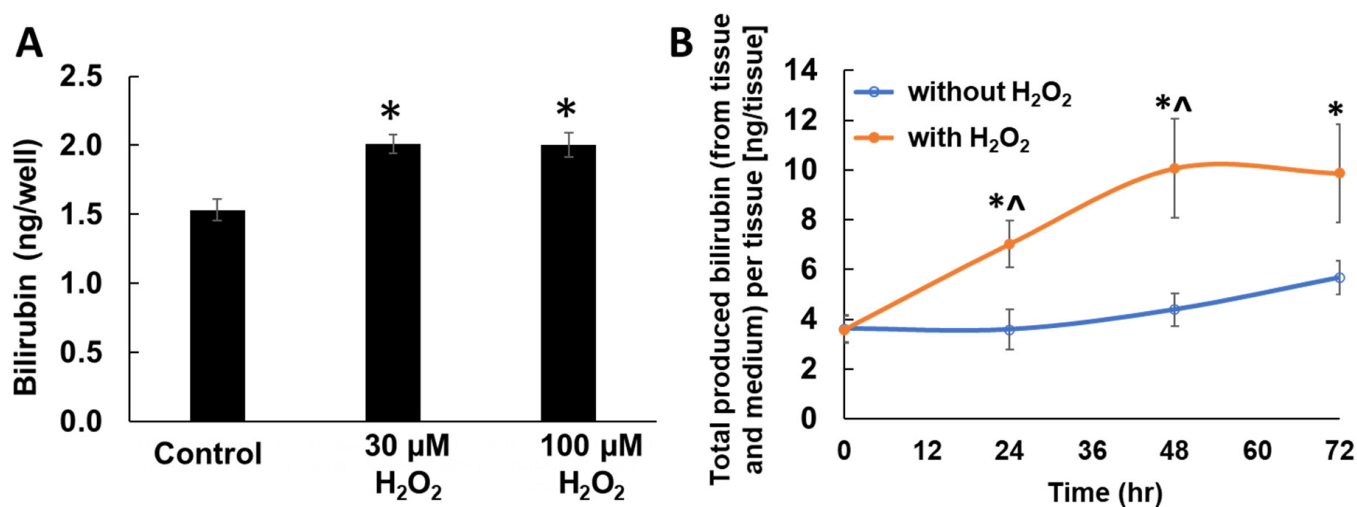 A
Bilirubin (ng/well)
2.5
2.0
1.5
1.0
0.5
0.0
*
*
Control
30 µM
H₂O₂
100 µM
H₂O₂
B
Total produced bilirubin (from tissue
and medium) per tissue [ng/tissue]
14
12
10
8
6
4
2
0
without H₂O₂
with H₂O₂
*^
*^
*
0 12 24 36 48 60 72
Time (hr)